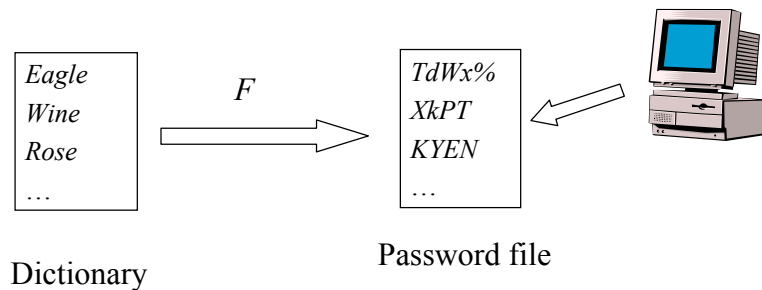 Eagle
Wine
Rose
…
F
TdWx%
XkPT
KYEN
…
Dictionary
Password file